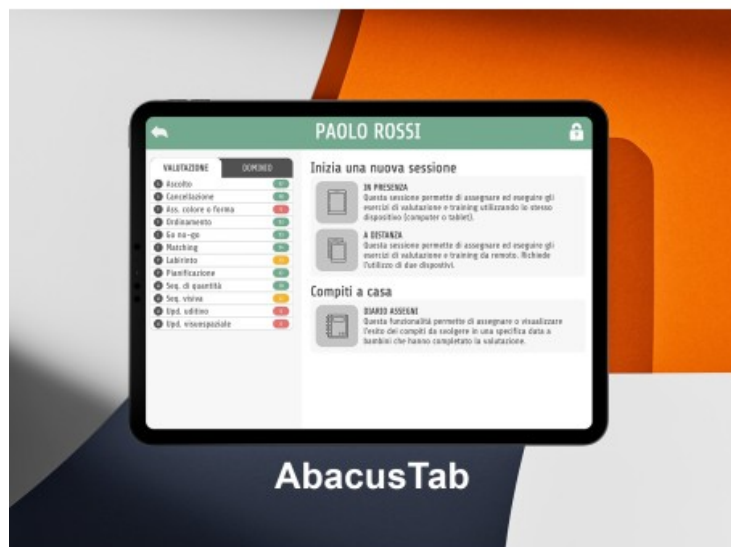 PAOLO ROSSI
VALUTAZIONE
DOMINIO
Ascolto
Cancellazione
Ass. colore o forma
Ordinamento
Go no-go
Matching
Labirinto
Pianificazione
Seq. di quantità
Seq. visiva
Upd. uditivo
Upd. visuospaziale
Inizia una nuova sessione
IN PRESENZA
Questa sessione permette di assegnare ed eseguire gli
esercizi di valutazione e training utilizzando lo stesso
dispositivo (computer o tablet).
A DISTANZA
Questa sessione permette di assegnare ed eseguire gli
esercizi di valutazione e training da remoto. Richiede
l'utilizzo di due dispostivi.
Compiti a casa
DIARIO ASSEGNI
Questa funzionalità permette di assegnare o visualizzare
l'esito dei compiti da svolgere in una specifica data a
bambini che hanno completato la valutazione.
AbacusTab